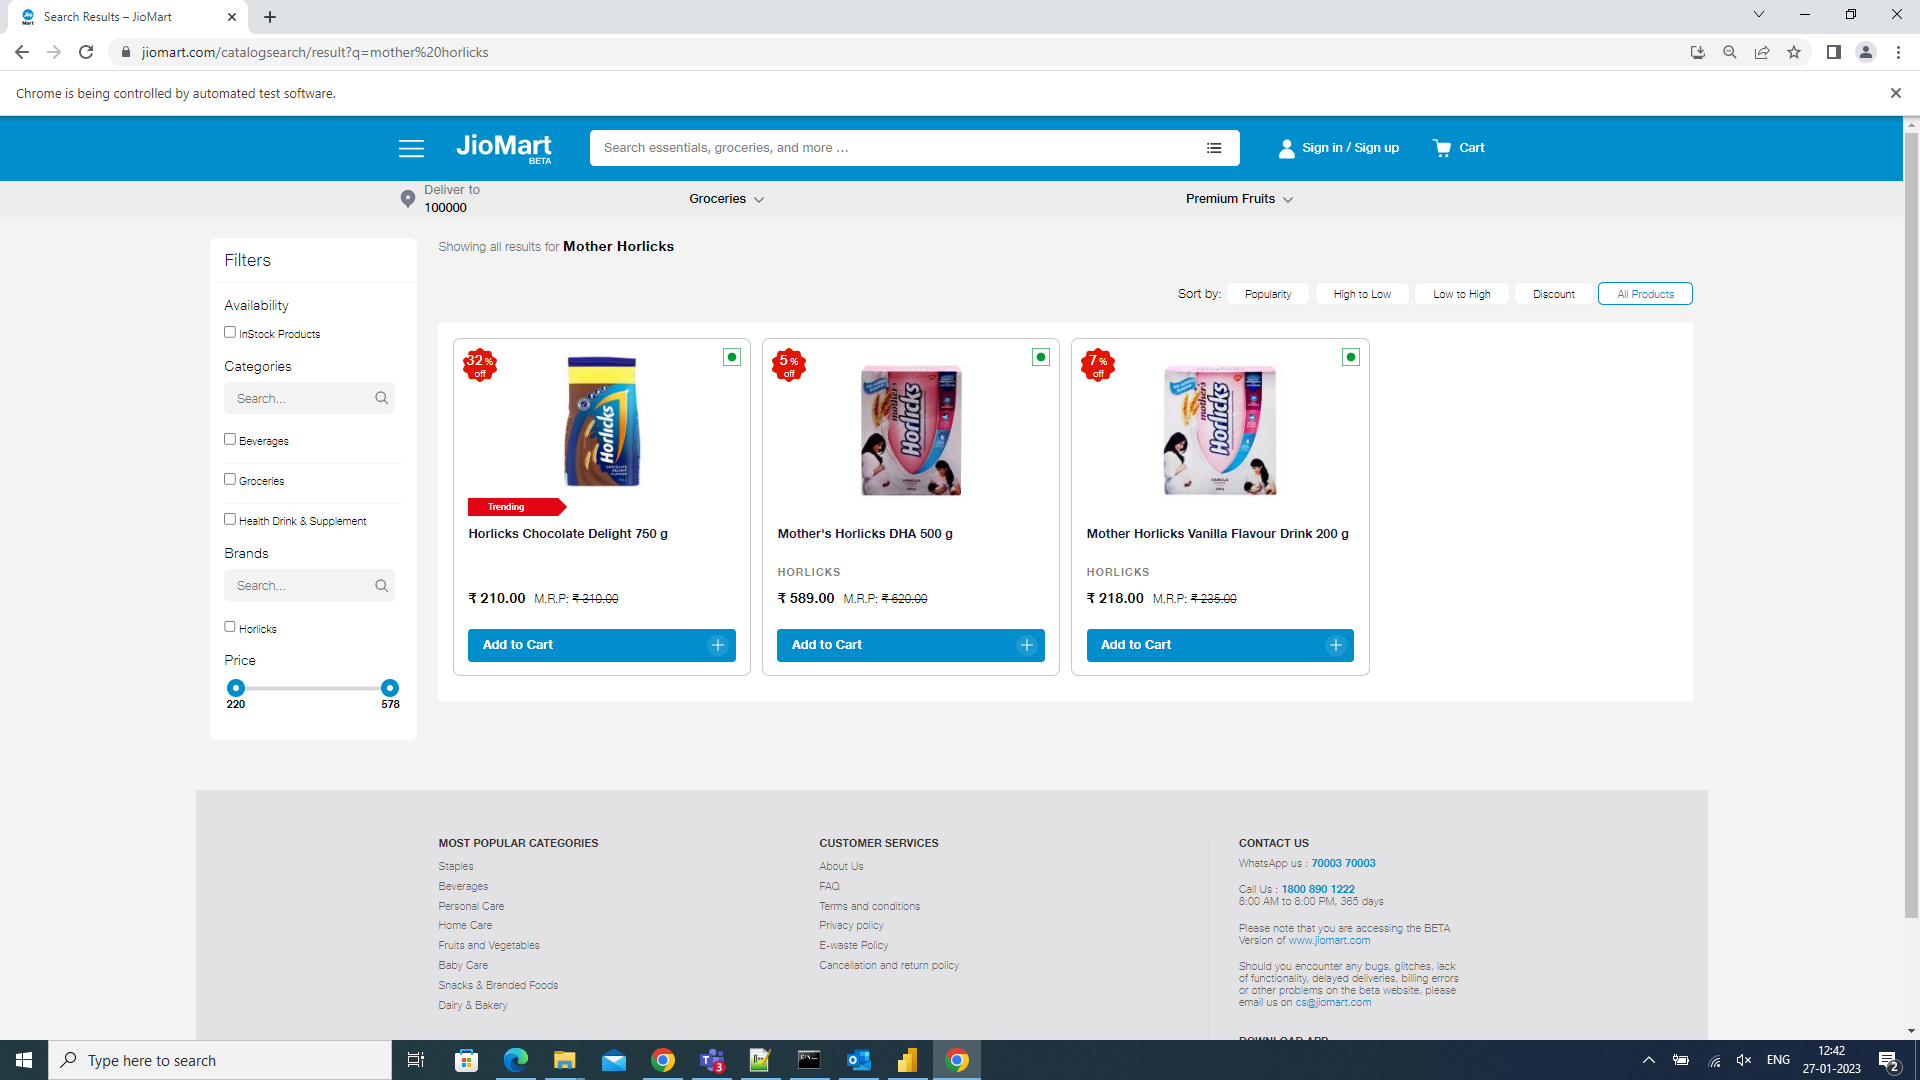 Search Results – JioMart
jiomart.com/catalogsearch/result?q=mother%20horlicks
Chrome is being controlled by automated test software.
JioMart
BETA
Search essentials, groceries, and more ...
Sign in / Sign up
Cart
Deliver to
100000
Groceries
Premium Fruits
Filters
Availability
InStock Products
Categories
Search...
Beverages
Groceries
Health Drink & Supplement
Brands
Search...
Horlicks
Price
220
578
Showing all results for Mother Horlicks
Sort by:
Popularity
High to Low
Low to High
Discount
All Products
32%
off
Horlicks
Trending
Horlicks Chocolate Delight 750 g
₹ 210.00 M.R.P: ₹ 310.00
Add to Cart
5%
off
mother's
Horlicks
VANILLA
Mother's Horlicks DHA 500 g
HORLICKS
₹ 589.00 M.R.P: ₹ 620.00
Add to Cart
7%
off
mother's
Horlicks
VANILLA
Mother Horlicks Vanilla Flavour Drink 200 g
HORLICKS
₹ 218.00 M.R.P: ₹ 235.00
Add to Cart
MOST POPULAR CATEGORIES
Staples
Beverages
Personal Care
Home Care
Fruits and Vegetables
Baby Care
Snacks & Branded Foods
Dairy & Bakery
CUSTOMER SERVICES
About Us
FAQ
Terms and conditions
Privacy policy
E-waste Policy
Cancellation and return policy
CONTACT US
WhatsApp us : 70003 70003
Call Us : 1800 890 1222
8:00 AM to 8:00 PM, 365 days
Please note that you are accessing the BETA
Version of www.jiomart.com
Should you encounter any bugs, glitches, lack
of functionality, delayed deliveries, billing errors
or other problems on the beta website, please
email us on cs@jiomart.com
DOWNLOAD APP
Type here to search
3
ENG
12:42
27-01-2023
2